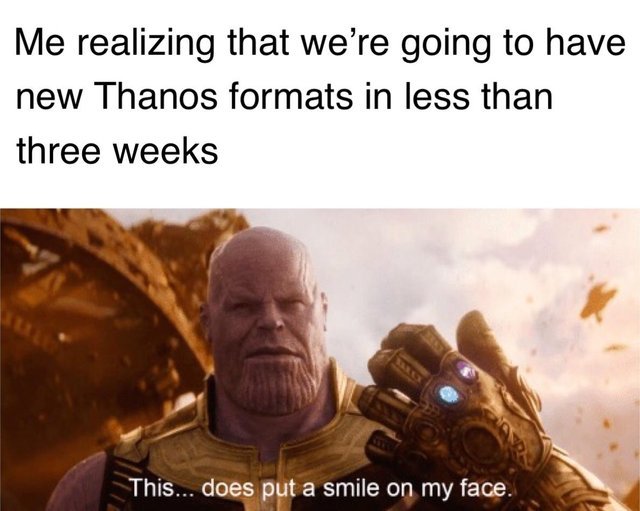 Me realizing that we’re going to have
new Thanos formats in less than
three weeks
This... does put a smile on my face.